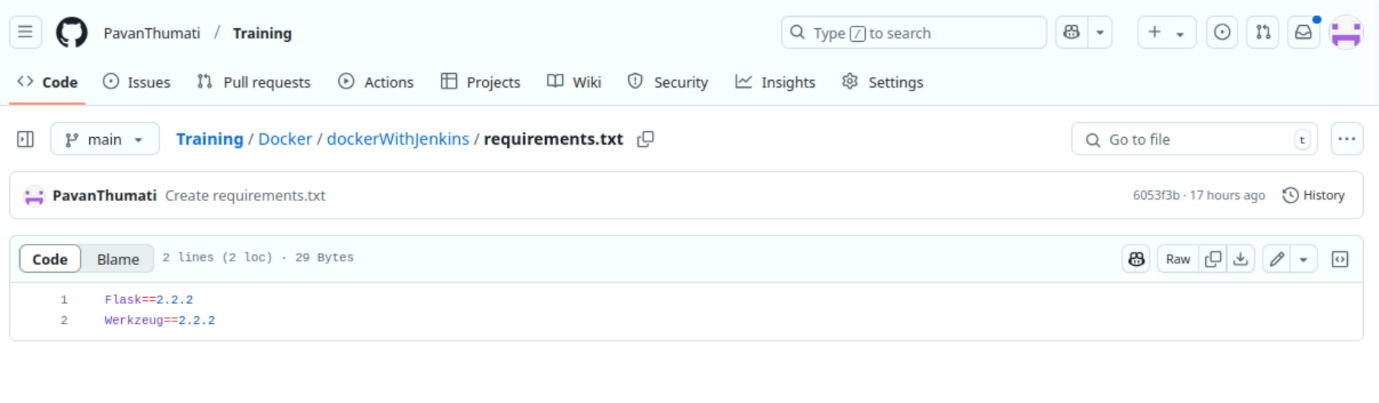 PavanThumati / Training
Type / to search
Code Issues Pull requests Actions Projects Wiki Security Insights Settings
main Training / Docker / dockerWithJenkins / requirements.txt Go to file t
PavanThumati Create requirements.txt 6053f3b · 17 hours ago History
Code Blame 2 lines (2 loc) · 29 Bytes Raw
1 Flask==2.2.2
2 Werkzeug==2.2.2